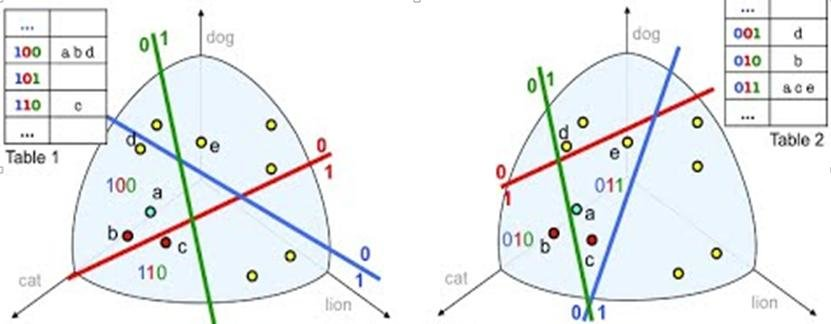 ...
100 a b d
101
110 c
...
Table 1
0 1
dog
d
e
0
1
100
a
b
c
110
0
1
cat
lion
...
001 d
010 b
011 a c e
...
Table 2
0 1
dog
d
e
0
1
011
a
010
b
c
cat
lion
0 1